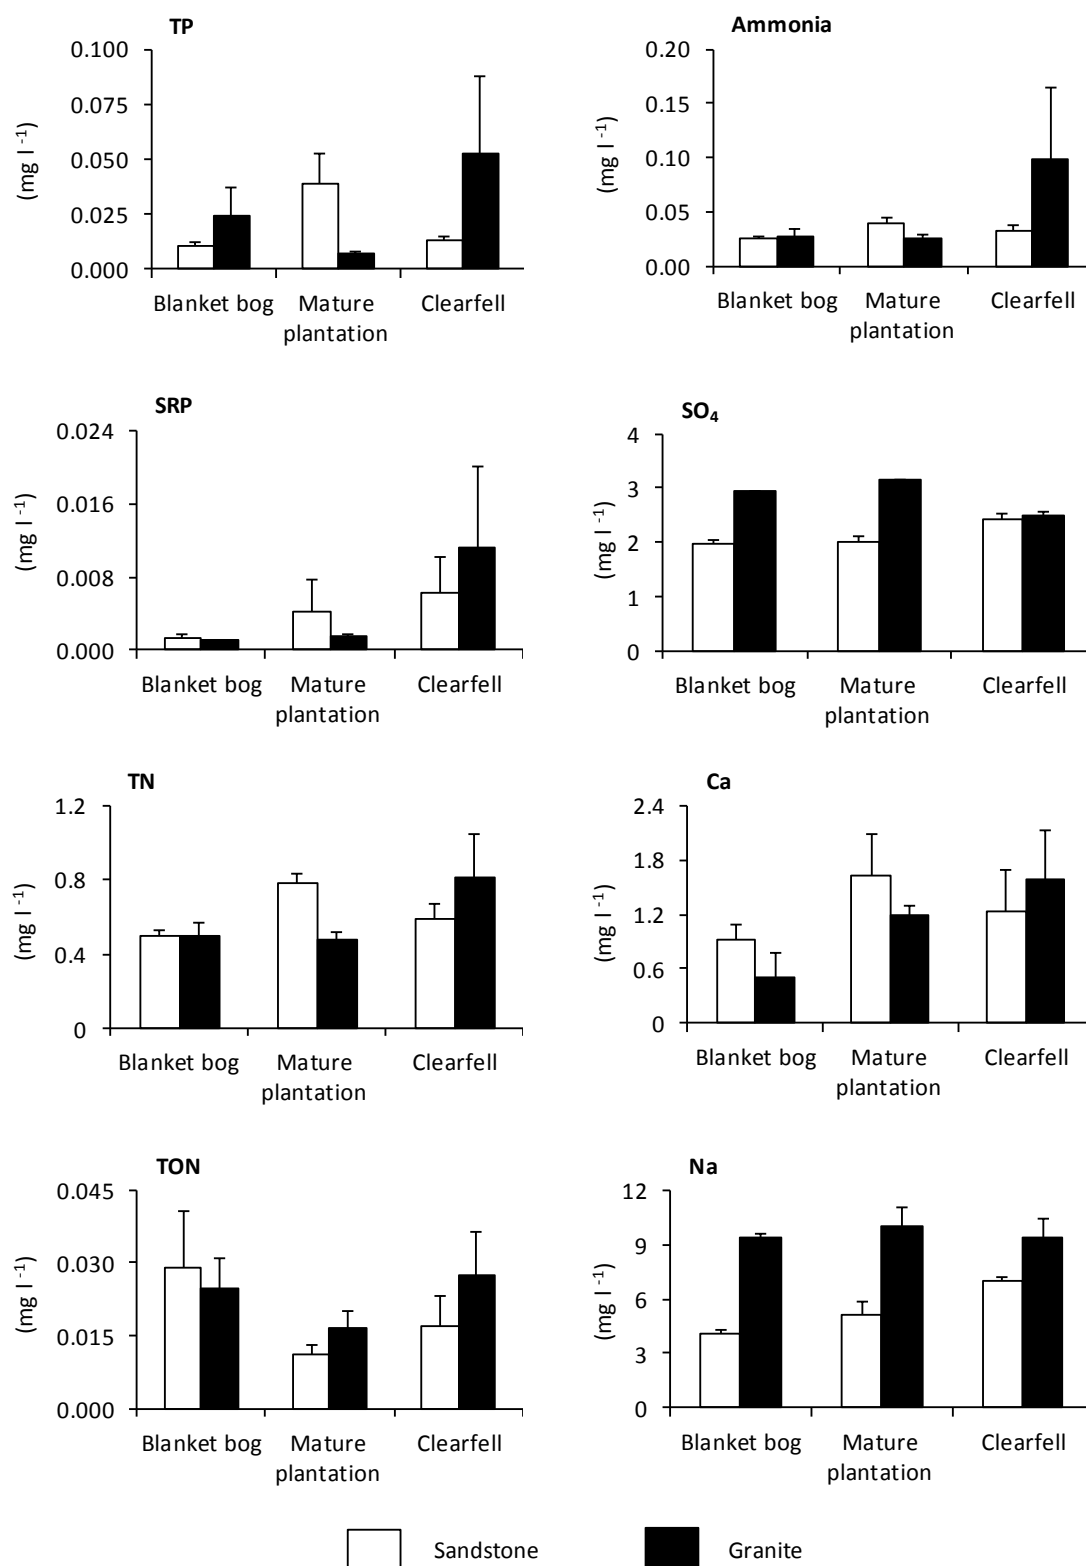 TP
0.100
0.075
0.050
0.025
0.000
(mg l -1)
Blanket bog Mature plantation Clearfell
Ammonia
0.20
0.15
0.10
0.05
0.00
(mg l -1)
Blanket bog Mature plantation Clearfell
SRP
0.024
0.016
0.008
0.000
(mg l -1)
Blanket bog Mature plantation Clearfell
SO4
4
3
2
1
0
(mg l -1)
Blanket bog Mature plantation Clearfell
TN
1.2
0.8
0.4
0
(mg l -1)
Blanket bog Mature plantation Clearfell
Ca
2.4
1.8
1.2
0.6
0
(mg l -1)
Blanket bog Mature plantation Clearfell
TON
0.045
0.030
0.015
0.000
(mg l -1)
Blanket bog Mature plantation Clearfell
Na
12
9
6
3
0
(mg l -1)
Blanket bog Mature plantation Clearfell
Sandstone Granite